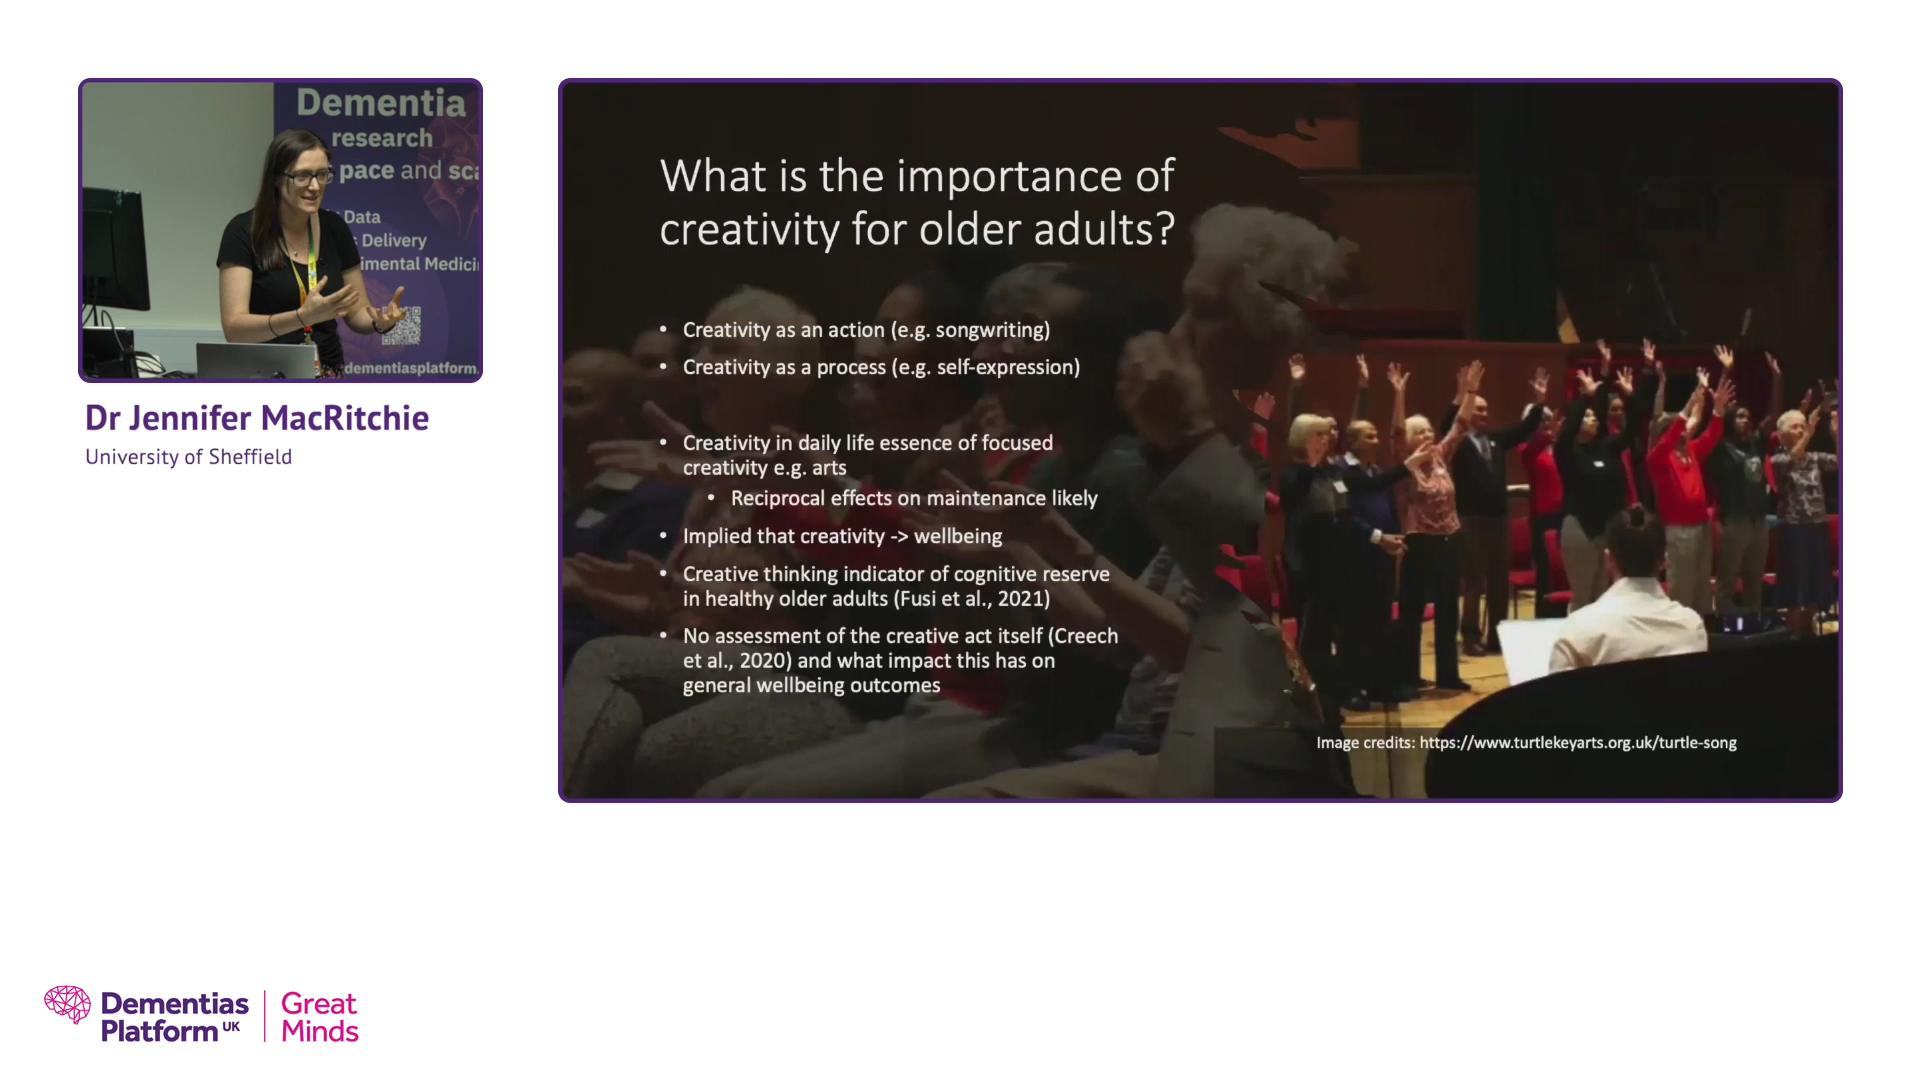 Dementia
research
pace and
Data
Delivery
dementiasplatform.
Dr Jennifer MacRitchie
University of Sheffield
What is the importance of
creativity for older adults?
• Creativity as an action (e.g. songwriting)
• Creativity as a process (e.g. self-expression)
• Creativity in daily life essence of focused
creativity e.g. arts
• Reciprocal effects on maintenance likely
• Implied that creativity -> wellbeing
• Creative thinking indicator of cognitive reserve
in healthy older adults (Fusi et al., 2021)
• No assessment of the creative act itself (Creech
et al., 2020) and what impact this has on
general wellbeing outcomes
Image credits: https://www.turtlekeyarts.org.uk/turtle-song
Dementias
Platform UK
Great
Minds